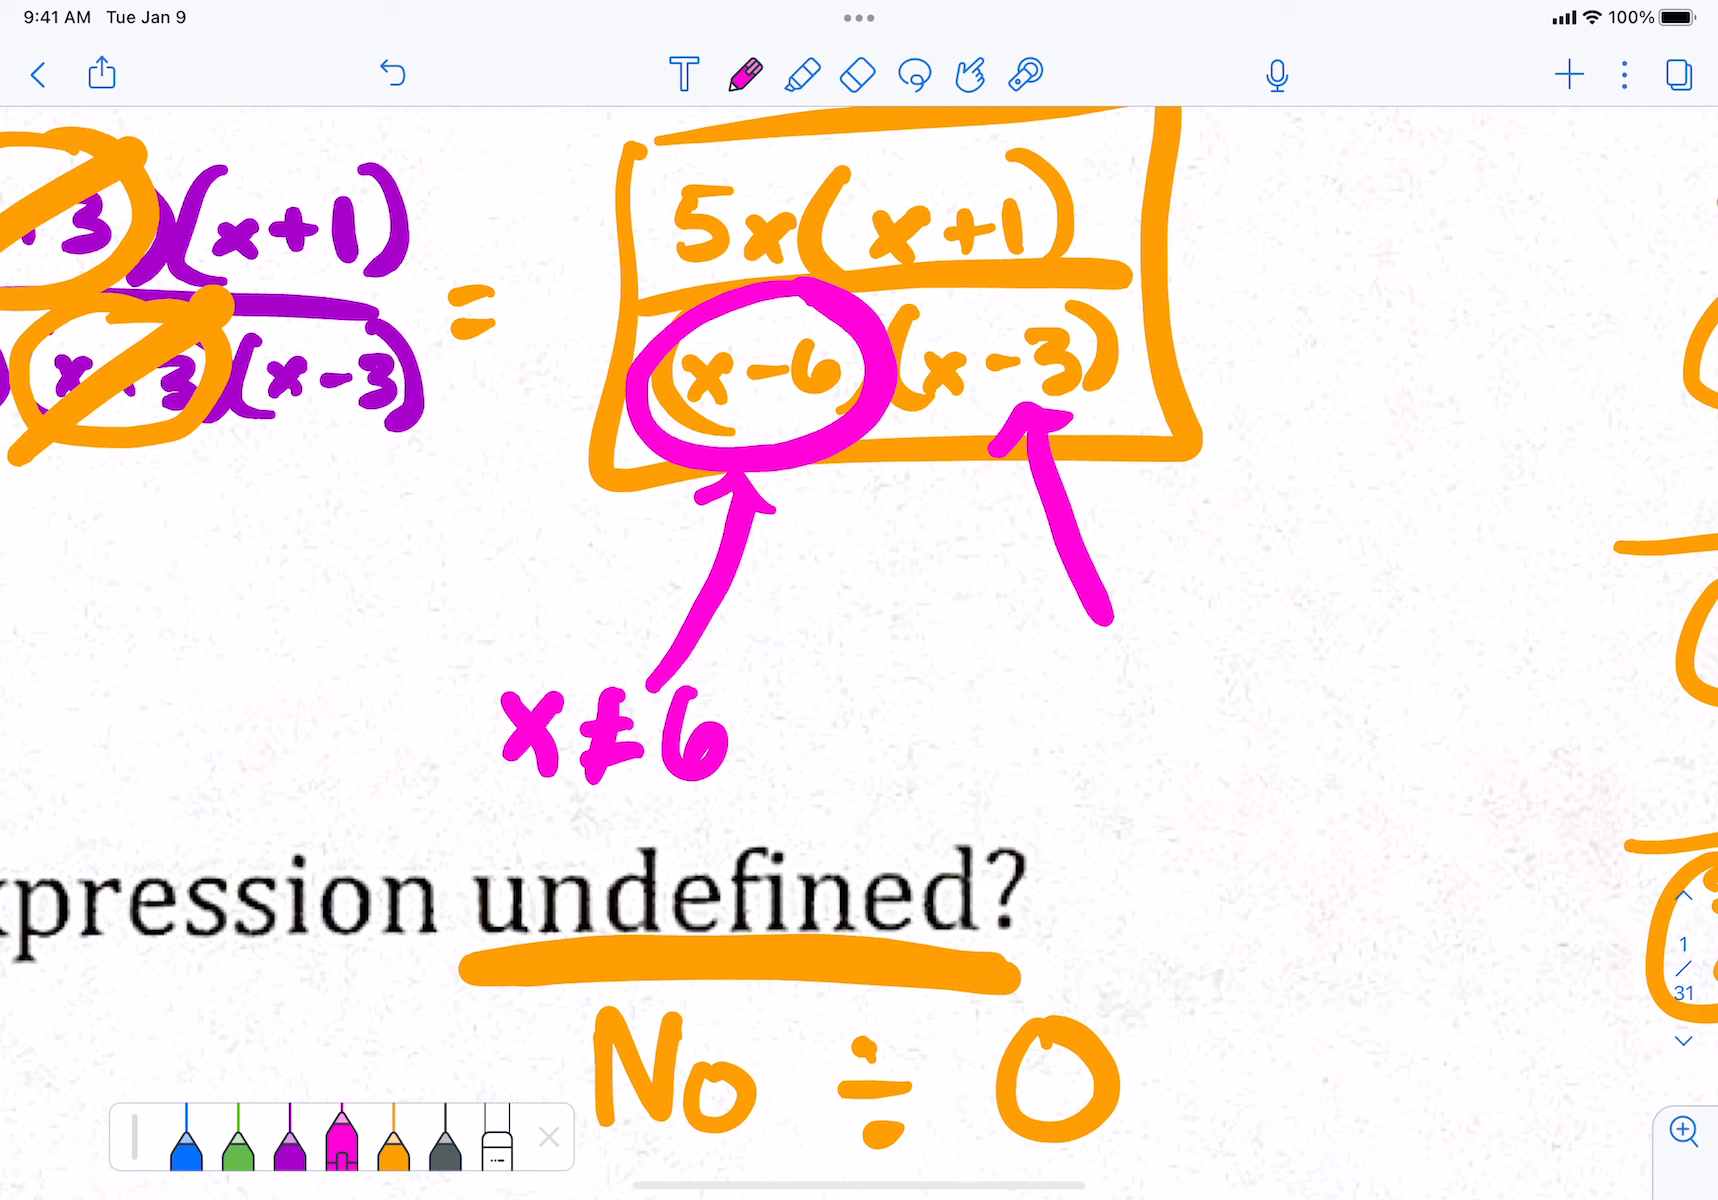 9:41 AM Tue Jan 9
100%
3)(x+1)
=
5x(x+1)
3)(x-3)
(x-6)(x-3)
x≠6
xpression undefined?
No ÷ 0
1
/
31